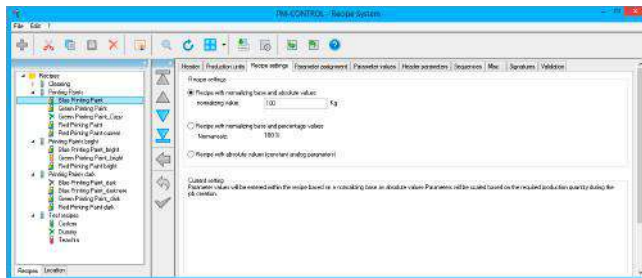 PM-CONTROL - Recipe System
File Edit ?
Header Production units Recipe settings Parameter assignment Parameter values Header parameters Sequences Misc Signatures Validation
Recipes
Cleaning
Printing Paints
Blue Printing Paint
Green Printing Paint
Green Printing Paint_Copy
Red Printing Paint
Red Printing Paint current
Printing Paint bright
Blue Printing Paint_bright
Green Printing Paint_bright
Red Printing Paint bright
Printing Paint dark
Blue Printing Paint_dark
Blue Printing Paint_darknew
Green Printing Paint_dark
Red Printing Paint dark
Test recipes
Custom
Dummy
Recipes Location
Recipe settings
Recipe with normalizing base and absolute values
normalizing value: 100 Kg
Recipe with normalizing base and percentage values
100 %
Recipe with absolute values (constant analog parameters)
Current setting
Parameter values will be entered within the recipe based on a normalizing base as absolute values. Parameters will be scaled based on the required production quantity during the
job creation.